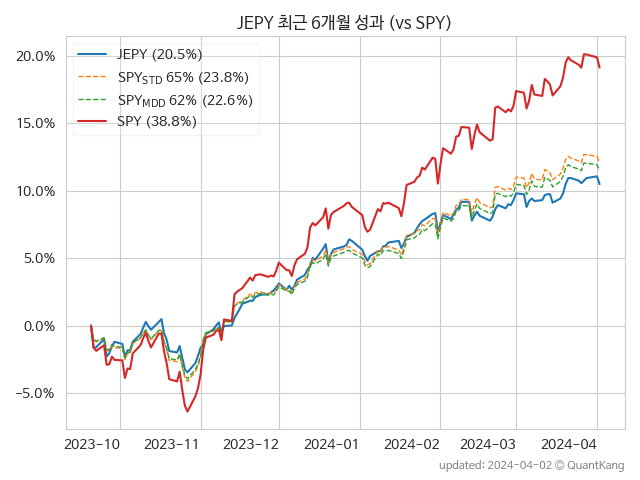 JEPY 최근 6개월 성과 (vs SPY)
JEPY (20.5%)
SPY_STD 65% (23.8%)
SPY_MDD 62% (22.6%)
SPY (38.8%)
20.0%
15.0%
10.0%
5.0%
0.0%
−5.0%
2023-10 2023-11 2023-12 2024-01 2024-02 2024-03 2024-04
updated: 2024-04-02 © QuantKang